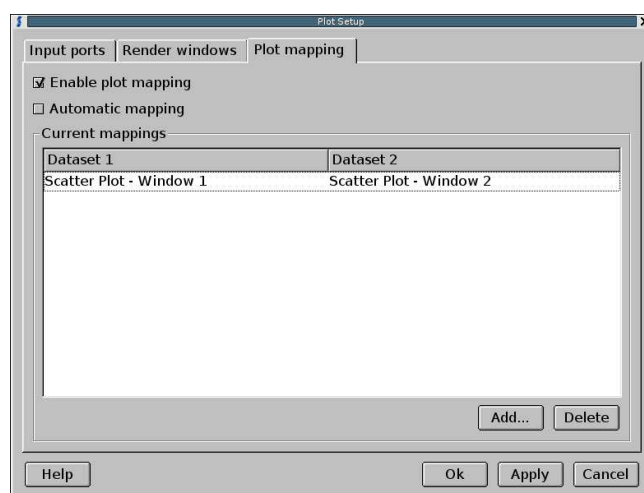 Plot Setup
Input ports Render windows Plot mapping
Enable plot mapping
Automatic mapping
Current mappings
Dataset 1 Dataset 2
Scatter Plot - Window 1 Scatter Plot - Window 2
Add... Delete
Help Ok Apply Cancel